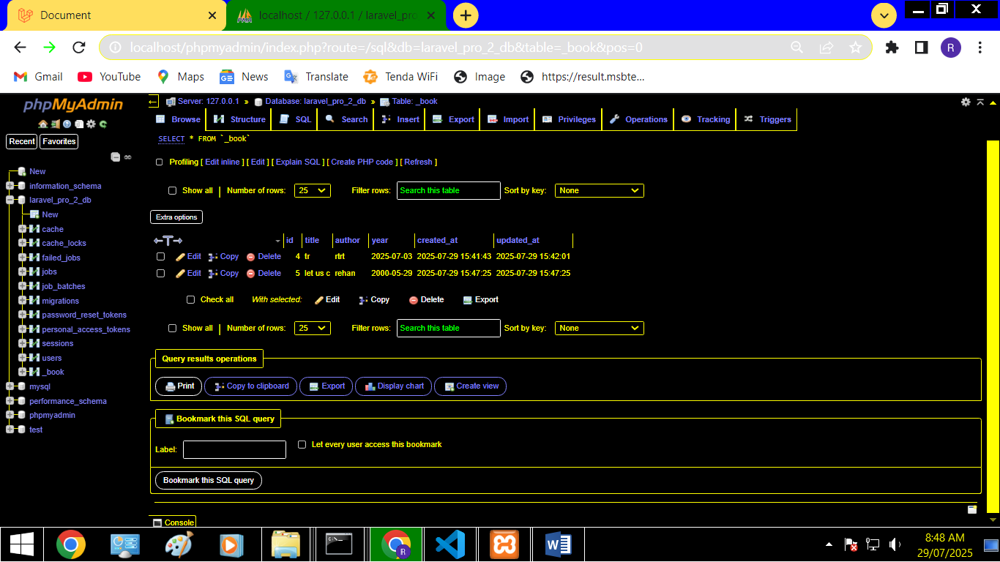 Document
localhost / 127.0.0.1 / laravel_pro
localhost/phpmyadmin/index.php?route=/sql&db=laravel_pro_2_db&table=_book&pos=0
R
Gmail YouTube Maps News Translate Tenda WiFi Image https://result.msbte...
phpMyAdmin
Recent Favorites
New
information_schema
laravel_pro_2_db
New
cache
cache_locks
failed_jobs
jobs
job_batches
migrations
password_reset_tokens
personal_access_tokens
sessions
users
_book
mysql
performance_schema
phpmyadmin
test
Server: 127.0.0.1 » Database: laravel_pro_2_db » Table: _book
Browse Structure SQL Search Insert Export Import Privileges Operations Tracking Triggers
SELECT * FROM `_book`
Profiling [ Edit inline ] [ Edit ] [ Explain SQL ] [ Create PHP code ] [ Refresh ]
Show all | Number of rows: 25 Filter rows: Search this table Sort by key: None
Extra options
id title author year created_at updated_at
Edit Copy Delete 4 tr rtrt 2025-07-03 2025-07-29 15:41:43 2025-07-29 15:42:01
Edit Copy Delete 5 let us c rehan 2000-05-29 2025-07-29 15:47:25 2025-07-29 15:47:25
Check all With selected: Edit Copy Delete Export
Show all | Number of rows: 25 Filter rows: Search this table Sort by key: None
Query results operations
Print Copy to clipboard Export Display chart Create view
Bookmark this SQL query
Label: Let every user access this bookmark
Bookmark this SQL query
Console
8:48 AM
29/07/2025